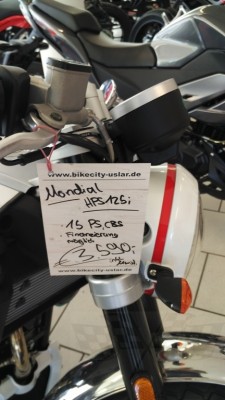 www.bikecity-uslar.de
Mondial
HPS 125i
- 15 PS, CBS
- Finanzierung
möglich
3.590,-
www.bikecity-uslar.de